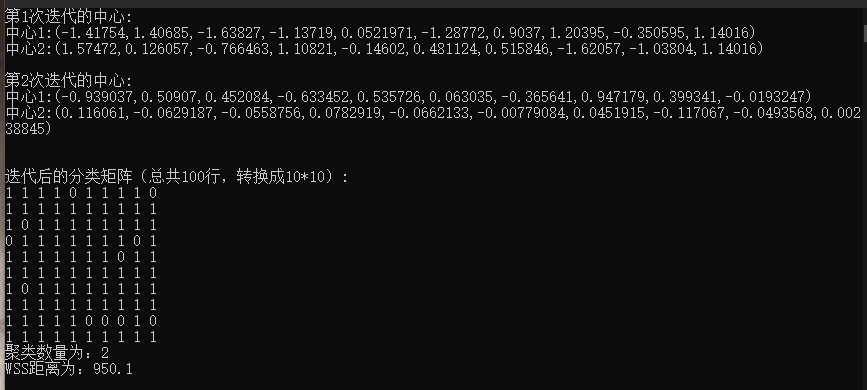 第1次迭代的中心:
中心1:(-1.41754,1.40685,-1.63827,-1.13719,0.0521971,-1.28772,0.9037,1.20395,-0.350595,1.14016)
中心2:(1.57472,0.126057,-0.766463,1.10821,-0.14602,0.481124,0.515846,-1.62057,-1.03804,1.14016)
第2次迭代的中心:
中心1:(-0.939037,0.50907,0.452084,-0.633452,0.535726,0.063035,-0.365641,0.947179,0.399341,-0.0193247)
中心2:(0.116061,-0.0629187,-0.0558756,0.0782919,-0.0662133,-0.00779084,0.0451915,-0.117067,-0.0493568,0.002
38845)
迭代后的分类矩阵（总共100行，转换成10*10）:
1 1 1 1 0 1 1 1 1 0
1 1 1 1 1 1 1 1 1 1
1 0 1 1 1 1 1 1 1 1
0 1 1 1 1 1 1 1 0 1
1 1 1 1 1 1 1 0 1 1
1 1 1 1 1 1 1 1 1 1
1 0 1 1 1 1 1 1 1 1
1 1 1 1 1 1 1 1 1 1
1 1 1 1 1 0 0 0 1 0
1 1 1 1 1 1 1 1 1 1
聚类数量为：2
WSS距离为：950.1